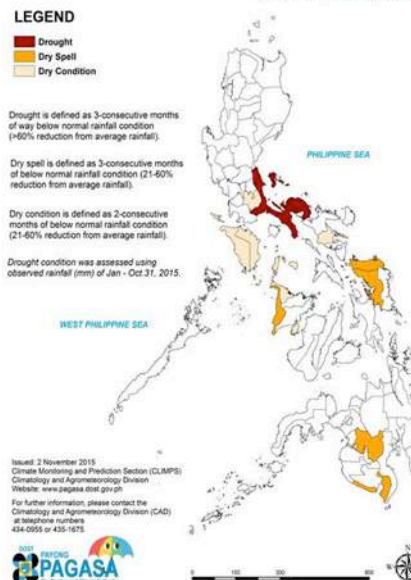 LEGEND
Drought
Dry Spell
Dry Condition
Drought is defined as 3-consecutive months
of way below normal rainfall condition
(>60% reduction from average rainfall).
Dry spell is defined as 3-consecutive months
of below normal rainfall condition (21-60%
reduction from average rainfall).
Dry condition is defined as 2-consecutive
months of below normal rainfall condition
(21-60% reduction from average rainfall).
Drought condition was assessed using
observed rainfall (mm) of Jan - Oct.31, 2015.
PHILIPPINE SEA
WEST PHILIPPINE SEA
Issued: 2 November 2015
Climate Monitoring and Prediction Section (CLIMPS)
Climatology and Agrometeorology Division
Website: www.pagasa.dost.gov.ph
For further information, please contact the
Climatology and Agrometeorology Division (CAD)
at telephone numbers
434-0955 or 435-1675
DOST
PAYONG
PAGASA